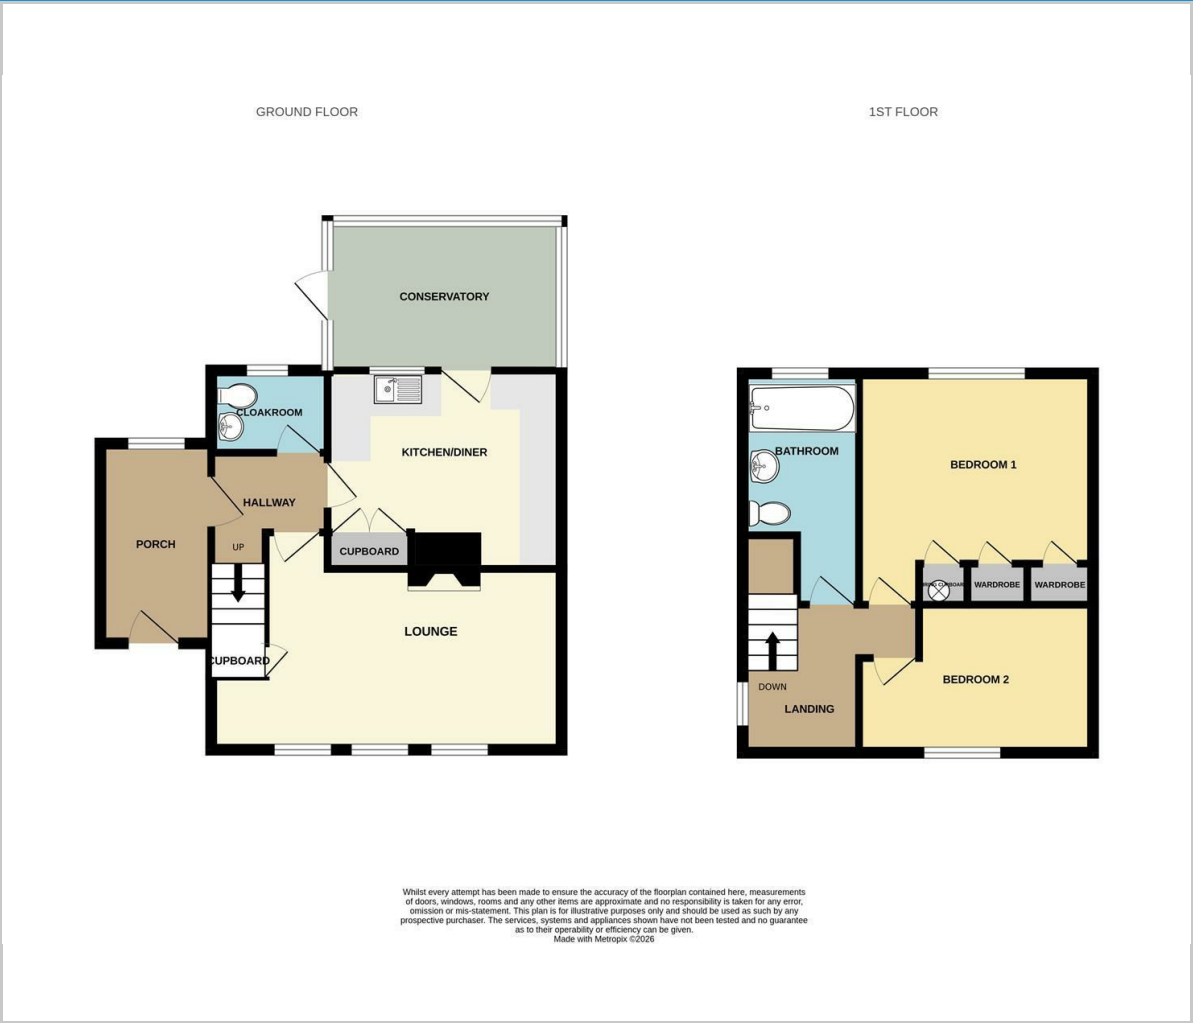 GROUND FLOOR
1ST FLOOR
CONSERVATORY
CLOAKROOM
KITCHEN/DINER
HALLWAY
PORCH
UP
CUPBOARD
LOUNGE
CUPBOARD
BATHROOM
BEDROOM 1
CUPBOARD
WARDROBE
WARDROBE
BEDROOM 2
DOWN
LANDING
Whilst every attempt has been made to ensure the accuracy of the floorplan contained here, measurements
of doors, windows, rooms and any other items are approximate and no responsibility is taken for any error,
omission or mis-statement. This plan is for illustrative purposes only and should be used as such by any
prospective purchaser. The services, systems and appliances shown have not been tested and no guarantee
as to their operability or efficiency can be given.
Made with Metropix ©2026